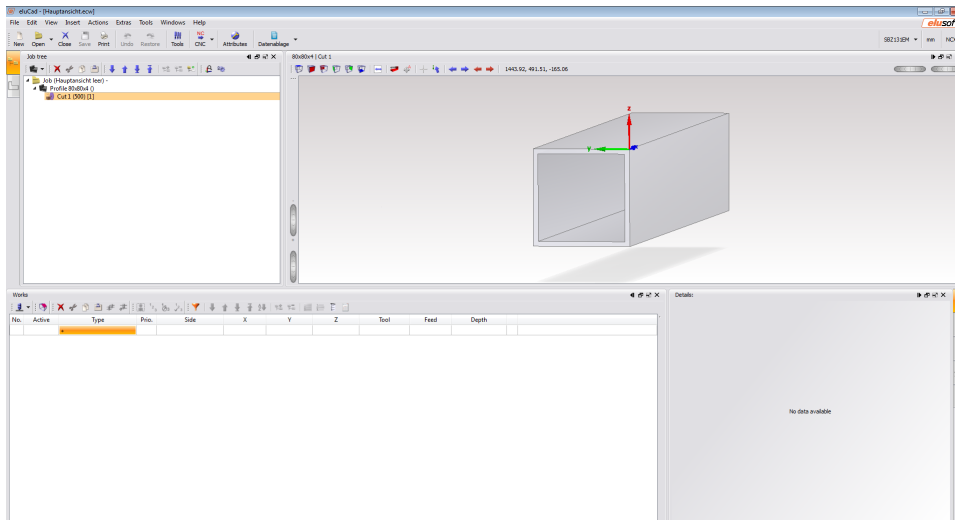 eluCad - [Hauptansicht.ecw]
File Edit View Insert Actions Extras Tools Windows Help
elusof
New Open Close Save Print Undo Restore Tools CNC Attributes Datenablage
SBZ131EM mm NC
Job tree
80x80x4 | Cut 1
1443.92, 491.51, -165.06
Job (Hauptansicht leer) -
Profile 80x80x4 ()
Cut 1 (500) [1]
Z
Y
Works
Details:
No. Active Type Prio. Side X Y Z Tool Feed Depth
No data available